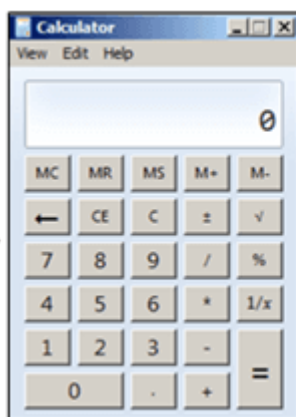 Calculator
View Edit Help
0
MC MR MS M+ M-
← CE C ± √
7 8 9 / %
4 5 6 * 1/x
1 2 3 - =
0 . +